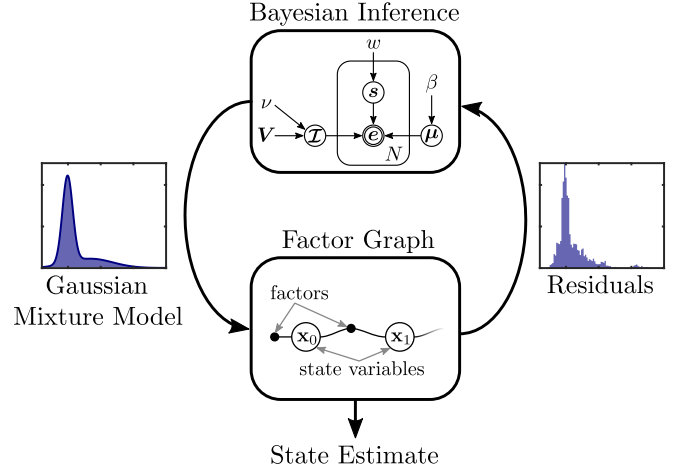 Bayesian Inference
w
s
β
ν
V
𝓘
e
μ
N
Gaussian
Mixture Model
Residuals
Factor Graph
factors
x₀
x₁
state variables
State Estimate